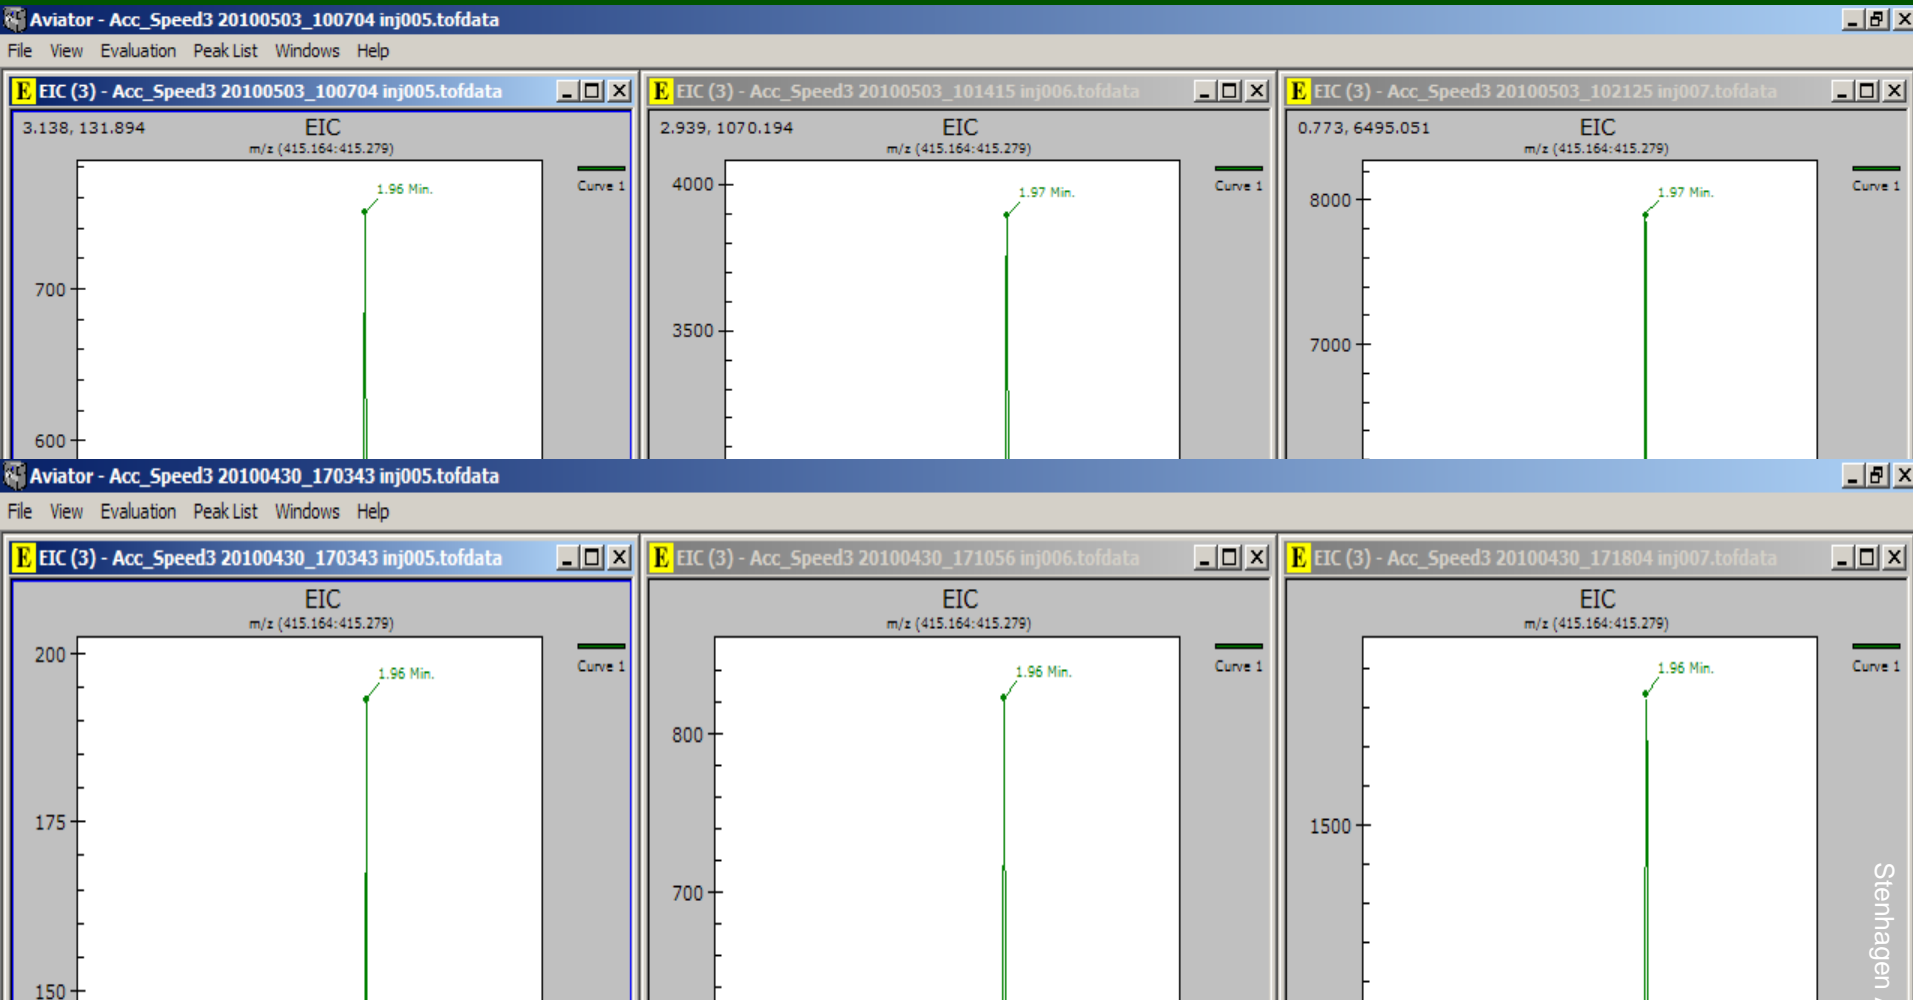 Aviator - Acc_Speed3 20100503_100704 inj005.tofdata
File View Evaluation Peak List Windows Help
E EIC (3) - Acc_Speed3 20100503_100704 inj005.tofdata
3.138, 131.894
EIC
m/z (415.164:415.279)
Curve 1
1.96 Min.
700
600
E EIC (3) - Acc_Speed3 20100503_101415 inj006.tofdata
2.939, 1070.194
EIC
m/z (415.164:415.279)
Curve 1
1.97 Min.
4000
3500
E EIC (3) - Acc_Speed3 20100503_102125 inj007.tofdata
0.773, 6495.051
EIC
m/z (415.164:415.279)
Curve 1
1.97 Min.
8000
7000
Aviator - Acc_Speed3 20100430_170343 inj005.tofdata
File View Evaluation Peak List Windows Help
E EIC (3) - Acc_Speed3 20100430_170343 inj005.tofdata
EIC
m/z (415.164:415.279)
Curve 1
1.96 Min.
200
175
150
E EIC (3) - Acc_Speed3 20100430_171056 inj006.tofdata
EIC
m/z (415.164:415.279)
Curve 1
1.96 Min.
800
700
E EIC (3) - Acc_Speed3 20100430_171804 inj007.tofdata
EIC
m/z (415.164:415.279)
Curve 1
1.96 Min.
1500
Stenhagen